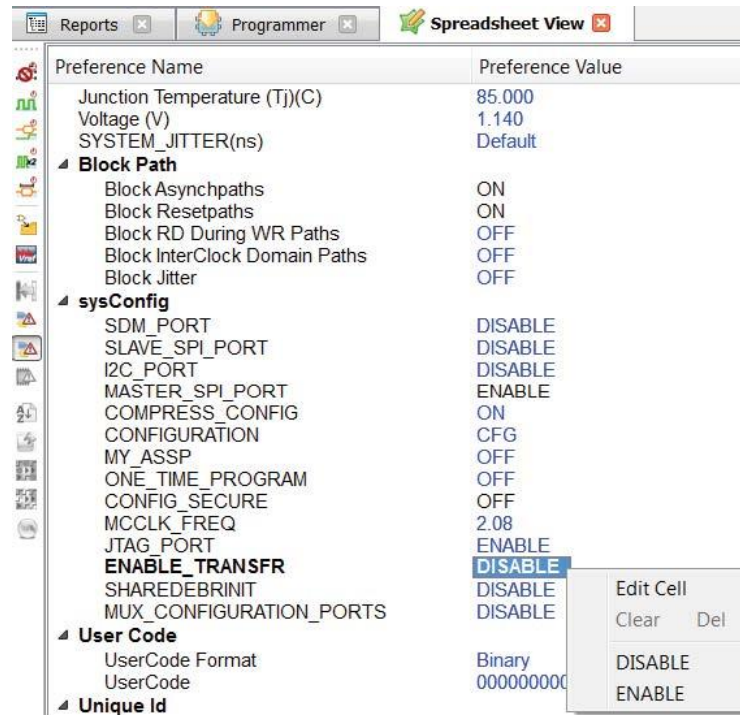 Reports Programmer Spreadsheet View
Preference Name Preference Value
Junction Temperature (Tj)(C) 85.000
Voltage (V) 1.140
SYSTEM_JITTER(ns) Default
Block Path
Block Asynchpaths ON
Block Resetpaths ON
Block RD During WR Paths OFF
Block InterClock Domain Paths OFF
Block Jitter OFF
sysConfig
SDM_PORT DISABLE
SLAVE_SPI_PORT DISABLE
I2C_PORT DISABLE
MASTER_SPI_PORT ENABLE
COMPRESS_CONFIG ON
CONFIGURATION CFG
MY_ASSP OFF
ONE_TIME_PROGRAM OFF
CONFIG_SECURE OFF
MCCLK_FREQ 2.08
JTAG_PORT ENABLE
ENABLE_TRANSFR DISABLE
SHAREDEBRINIT DISABLE Edit Cell
MUX_CONFIGURATION_PORTS DISABLE Clear Del
User Code
UserCode Format Binary DISABLE
UserCode 000000000 ENABLE
Unique Id